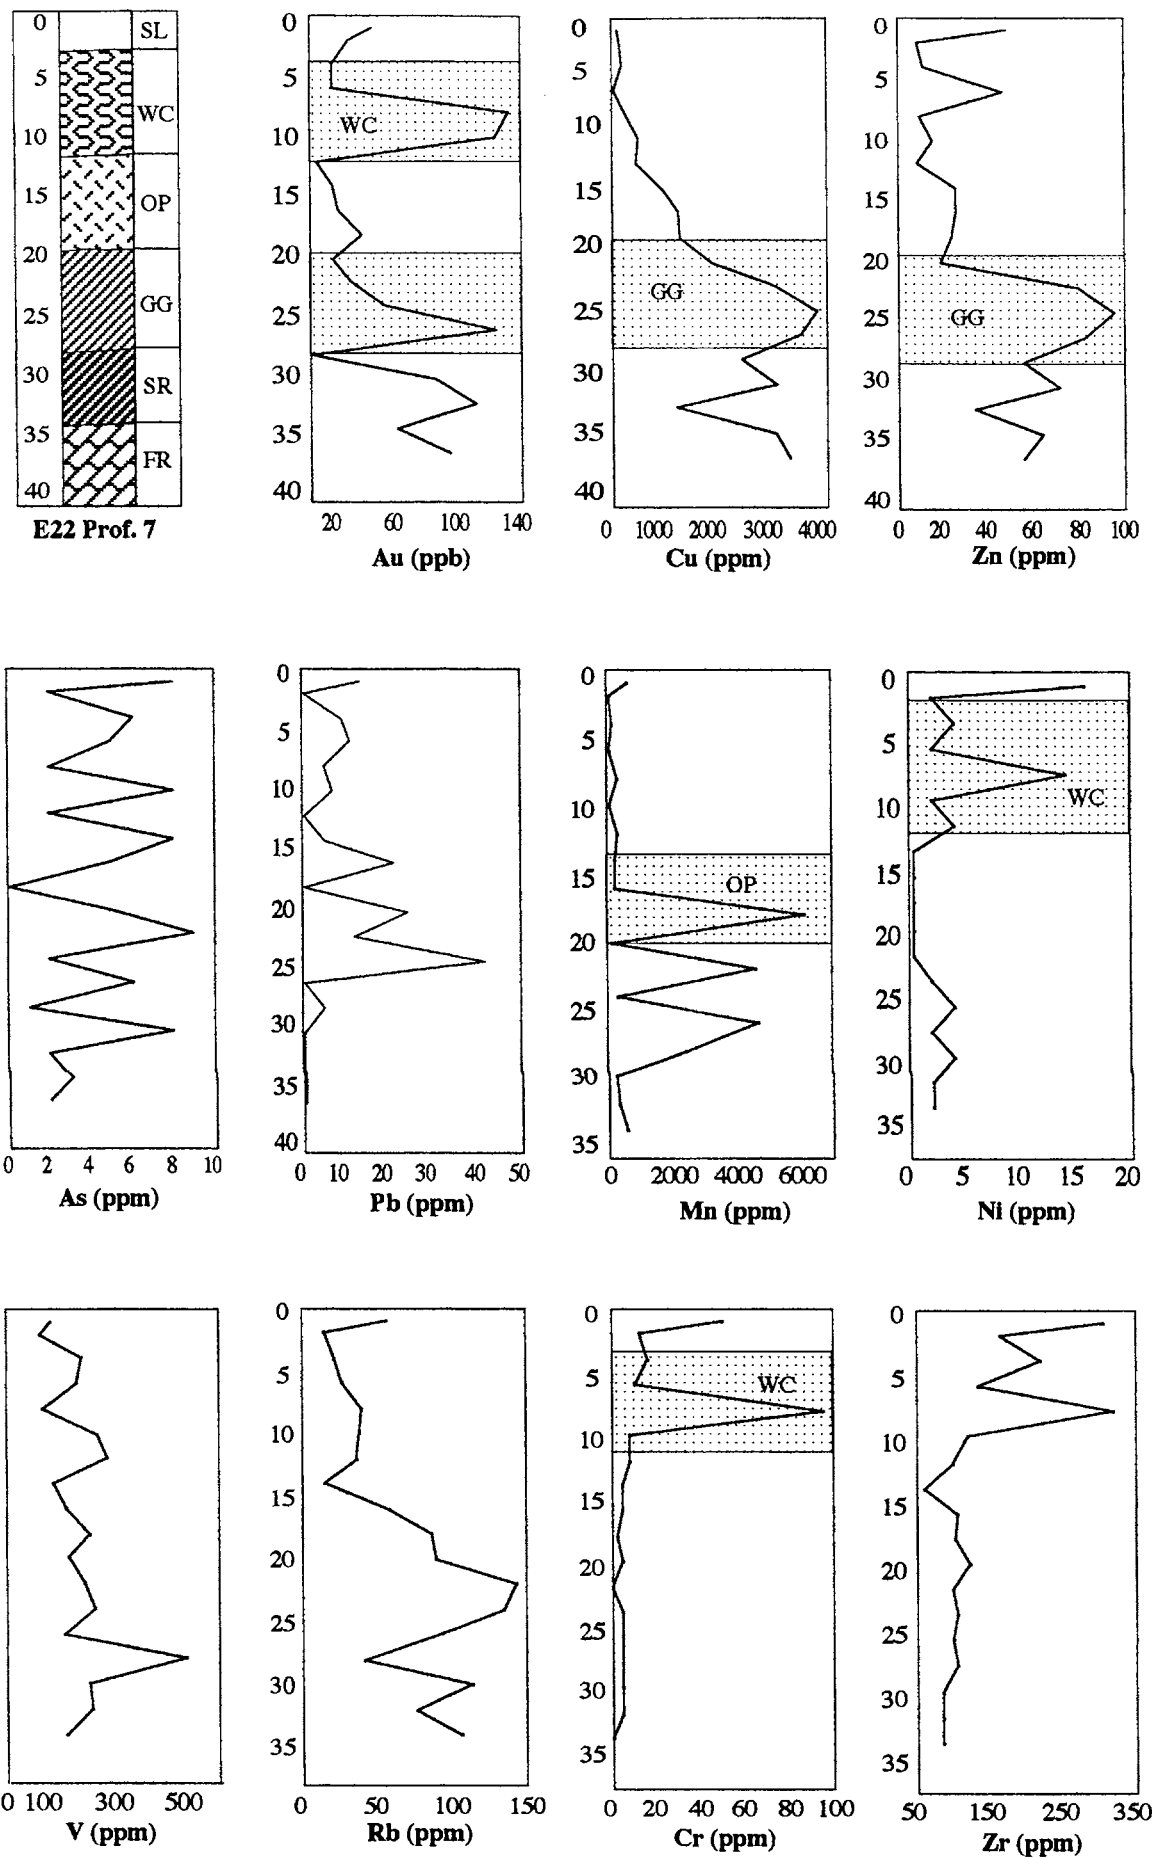 0 SL
5
WC
10
15
OP
20
25
GG
30
SR
35
FR
40
E22 Prof. 7
0
5
WC
10
15
20
25
30
35
40
20 60 100 140
Au (ppb)
0
5
10
15
20
GG
25
30
35
40
0 1000 2000 3000 4000
Cu (ppm)
0
5
10
15
20
GG
25
30
35
40
0 20 40 60 80 100
Zn (ppm)
0 2 4 6 8 10
As (ppm)
0
5
10
15
20
25
30
35
40
0 10 20 30 40 50
Pb (ppm)
0
5
10
15
OP
20
25
30
35
0 2000 4000 6000
Mn (ppm)
0
5
10
WC
15
20
25
30
35
0 5 10 15 20
Ni (ppm)
0 100 300 500
V (ppm)
0
5
10
15
20
25
30
35
0 50 100 150
Rb (ppm)
0
5
WC
10
15
20
25
30
35
0 20 40 60 80 100
Cr (ppm)
0
5
10
15
20
25
30
35
50 150 250 350
Zr (ppm)